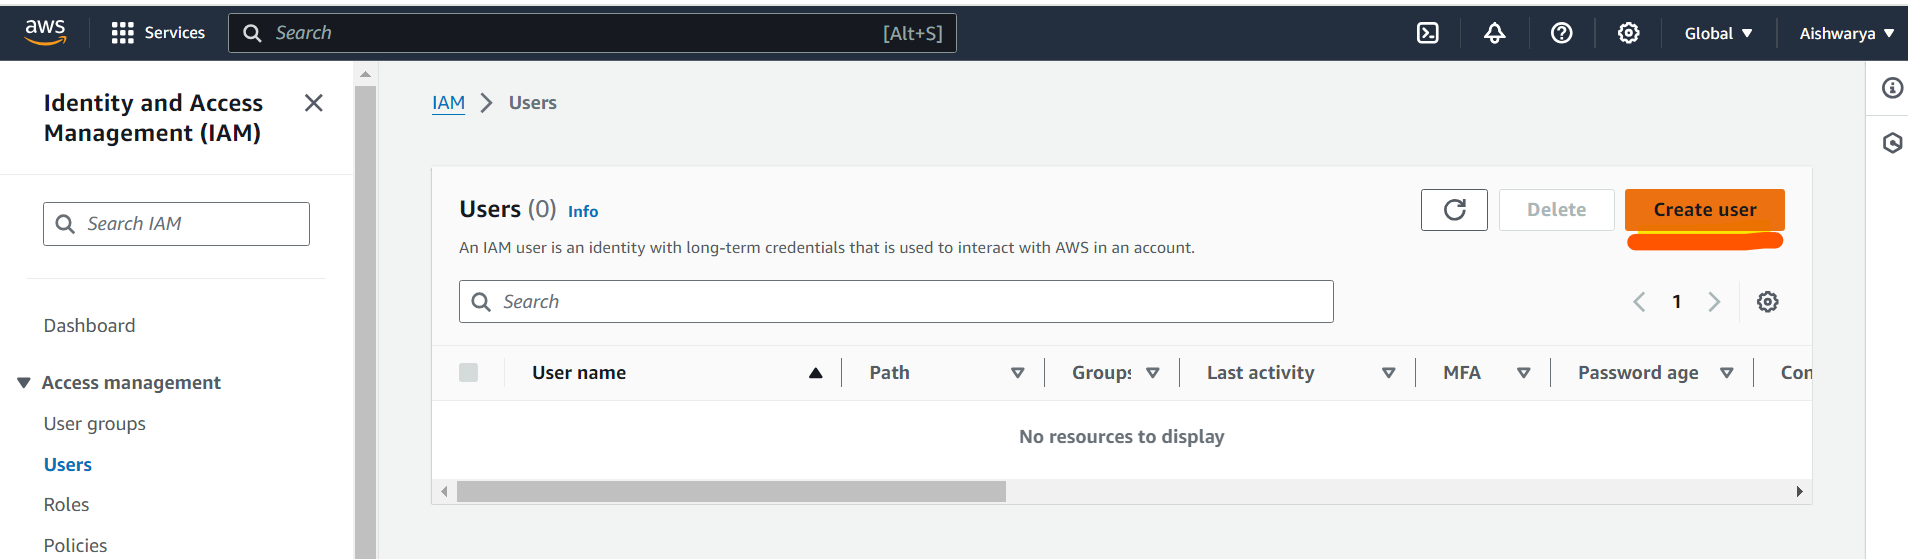 aws Services Search [Alt+S] Global Aishwarya
Identity and Access
Management (IAM)
Search IAM
Dashboard
Access management
User groups
Users
Roles
Policies
IAM > Users
Users (0) Info Delete Create user
An IAM user is an identity with long-term credentials that is used to interact with AWS in an account.
Search 1
User name Path Groups Last activity MFA Password age Con
No resources to display